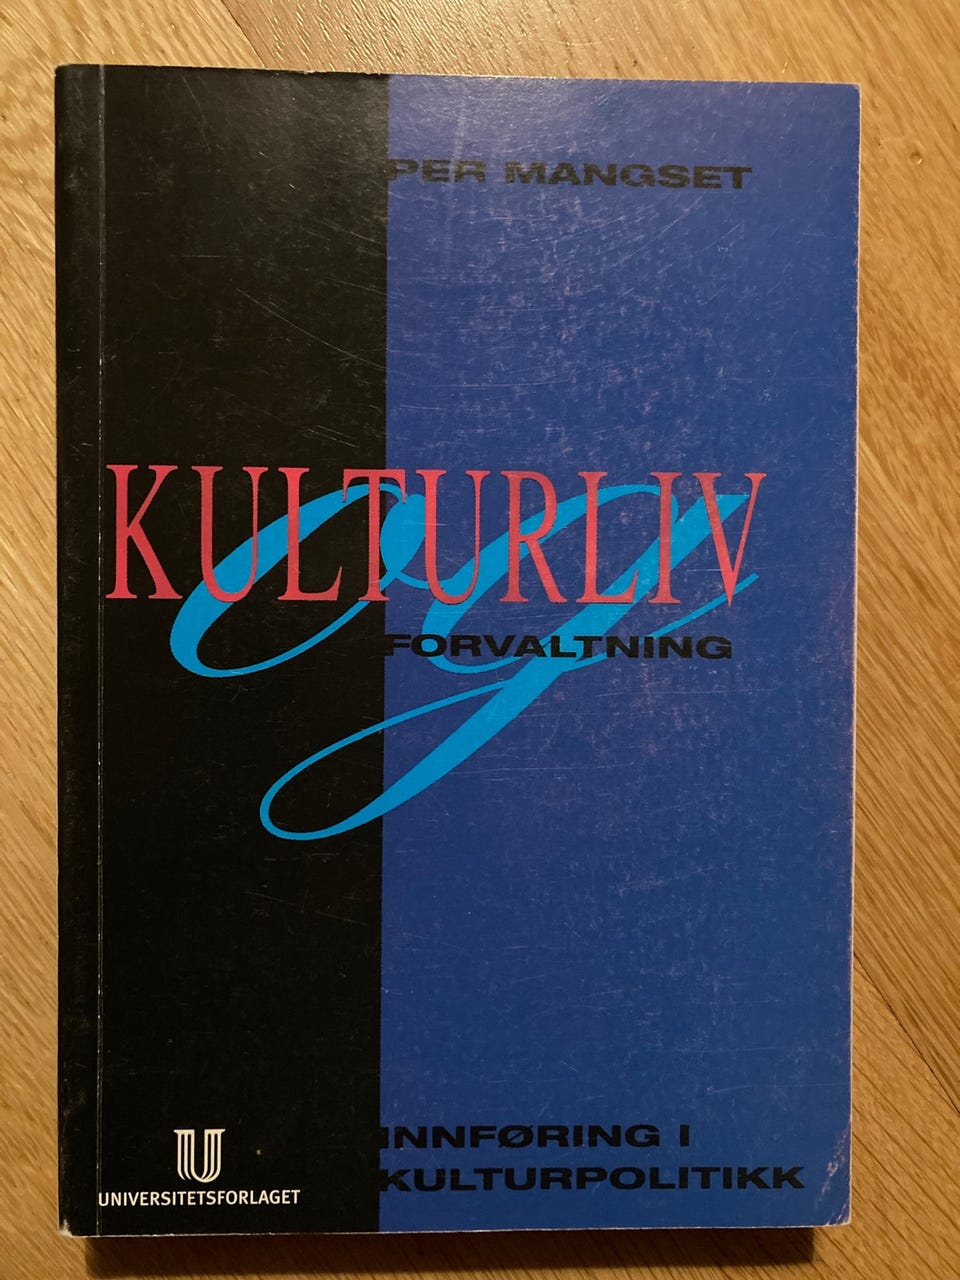 PER MANGSET
KULTURLIV
og
FORVALTNING
INNFØRING I
KULTURPOLITIKK
U
UNIVERSITETSFORLAGET